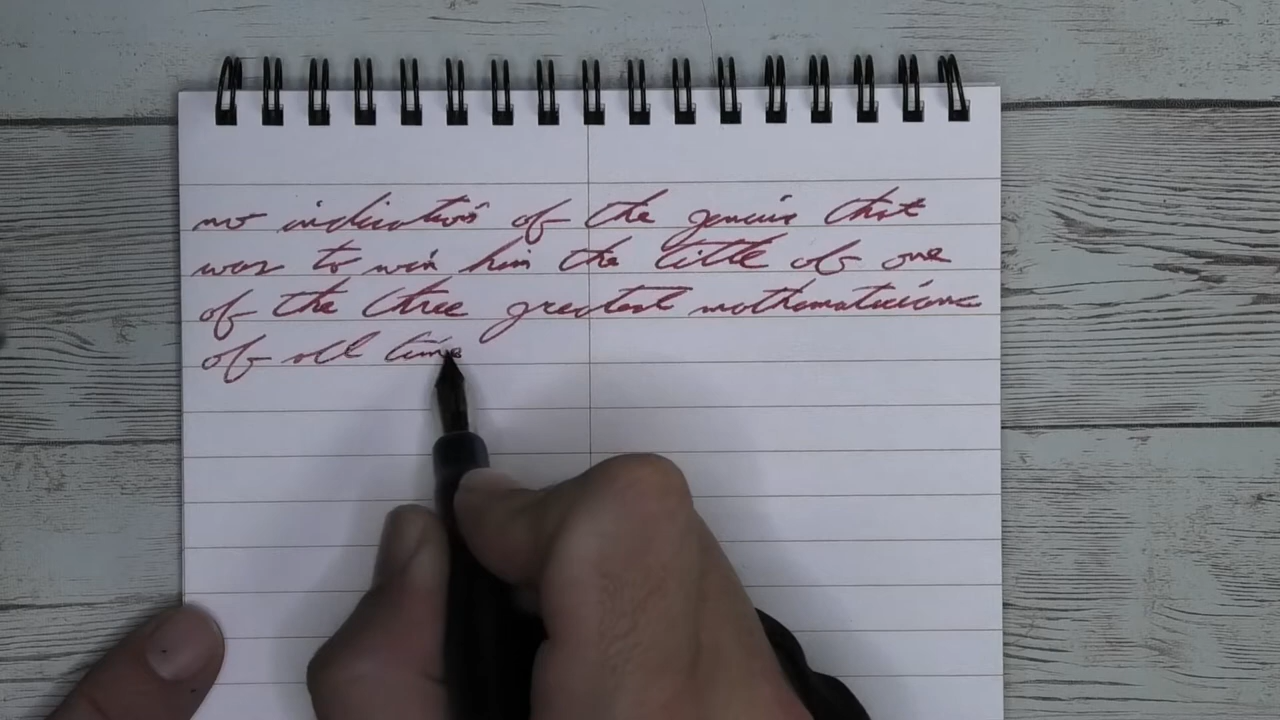 no indication of the genius that
was to win him the tittle of one
of the three greatest mathematicians
of all time